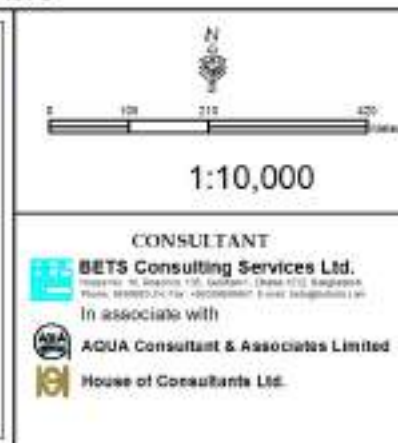 N
0 105 210 420
1:10,000
CONSULTANT
BETS Consulting Services Ltd.
In associate with
AQUA Consultant & Associates Limited
House of Consultants Ltd.